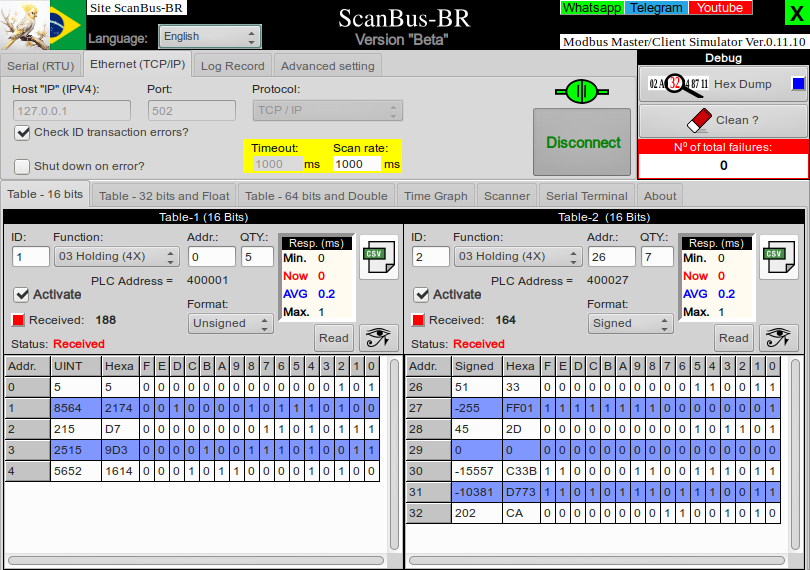 Site ScanBus-BR
Language:
English
ScanBus-BR
Version "Beta"
Whatsapp Telegram Youtube
X
Modbus Master/Client Simulator Ver.0.11.10
Serial (RTU) Ethernet (TCP/IP) Log Record Advanced setting
Host "IP" (IPV4): Port: Protocol:
127.0.0.1 502 TCP / IP
Check ID transaction errors?
Shut down on error?
Timeout: Scan rate:
1000 ms 1000 ms
Disconnect
Debug
02 A 32 4 87 11 Hex Dump
Clean ?
Nº of total failures:
0
Table - 16 bits Table - 32 bits and Float Table - 64 bits and Double Time Graph Scanner Serial Terminal About
Table-1 (16 Bits)
ID: Function: Addr.: QTY.:
1 03 Holding (4X) 0 5
PLC Address = 400001
Activate
Format:
Unsigned
Received: 188
Status: Received
Resp. (ms)
Min. 0
Now 0
AVG 0.2
Max. 1
CSV
Read
Addr. UINT Hexa F E D C B A 9 8 7 6 5 4 3 2 1 0
0 5 5 0 0 0 0 0 0 0 0 0 0 0 0 0 1 0 1
1 8564 2174 0 0 1 0 0 0 0 1 0 1 1 1 0 1 0 0
2 215 D7 0 0 0 0 0 0 0 0 1 1 0 1 0 1 1 1
3 2515 9D3 0 0 0 0 1 0 0 1 1 1 0 1 0 0 1 1
4 5652 1614 0 0 0 1 0 1 1 0 0 0 0 1 0 1 0 0
Table-2 (16 Bits)
ID: Function: Addr.: QTY.:
2 03 Holding (4X) 26 7
PLC Address = 400027
Activate
Format:
Signed
Received: 164
Status: Received
Resp. (ms)
Min. 0
Now 0
AVG 0.2
Max. 1
CSV
Read
Addr. Signed Hexa F E D C B A 9 8 7 6 5 4 3 2 1 0
26 51 33 0 0 0 0 0 0 0 0 0 0 1 1 0 0 1 1
27 -255 FF01 1 1 1 1 1 1 1 1 0 0 0 0 0 0 0 1
28 45 2D 0 0 0 0 0 0 0 0 0 0 1 0 1 1 0 1
29 0 0 0 0 0 0 0 0 0 0 0 0 0 0 0 0 0 0
30 -15557 C33B 1 1 0 0 0 0 1 1 0 0 1 1 1 0 1 1
31 -10381 D773 1 1 0 1 0 1 1 1 0 1 1 1 0 0 1 1
32 202 CA 0 0 0 0 0 0 0 0 1 1 0 0 1 0 1 0